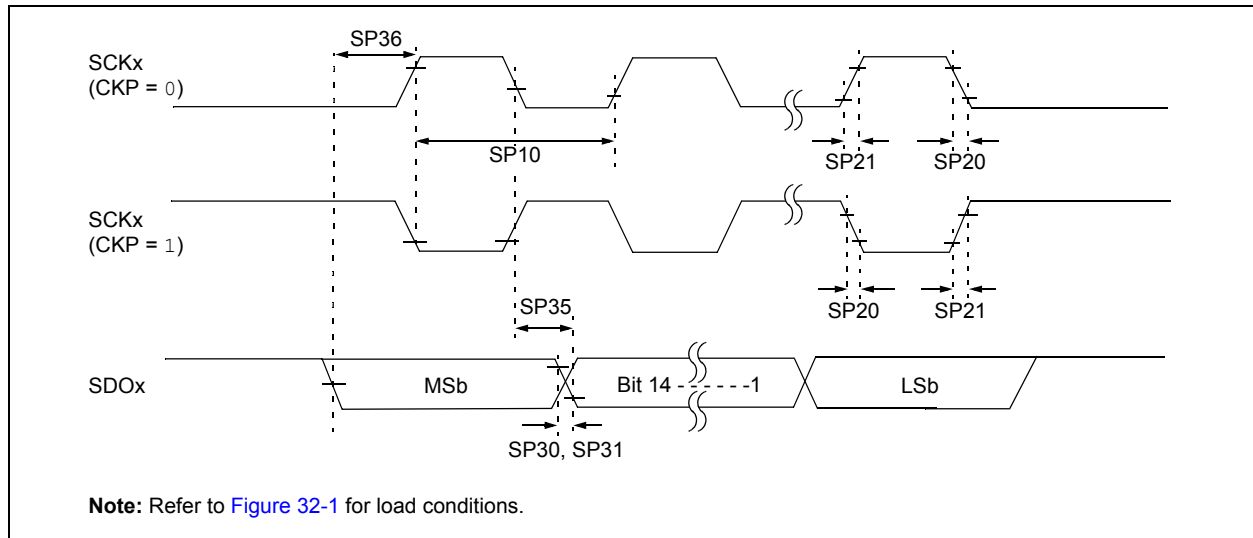 SP36
SCKx
(CKP = 0)
SP10
SP21
SP20
SCKx
(CKP = 1)
SP35
SP20
SP21
SDOx
MSb
Bit 14 - - - - - - -1
LSb
SP30, SP31
Note: Refer to Figure 32-1 for load conditions.